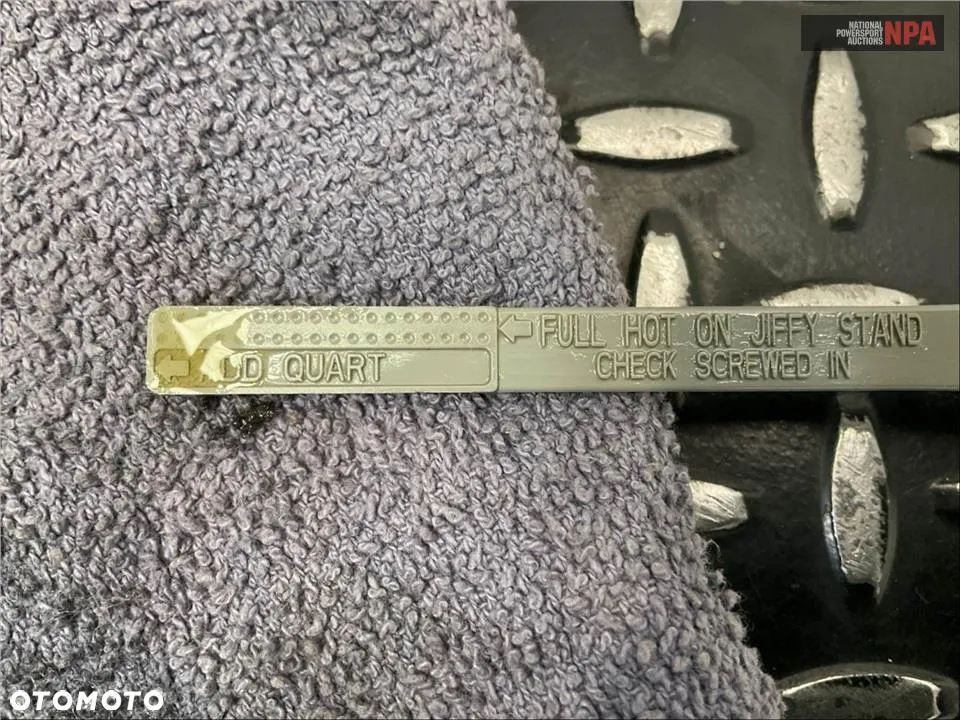 NATIONAL
POWERSPORT
AUCTIONS
NPA
FULL HOT ON JIFFY STAND
CHECK SCREWED IN
QUART
OTOMOTO